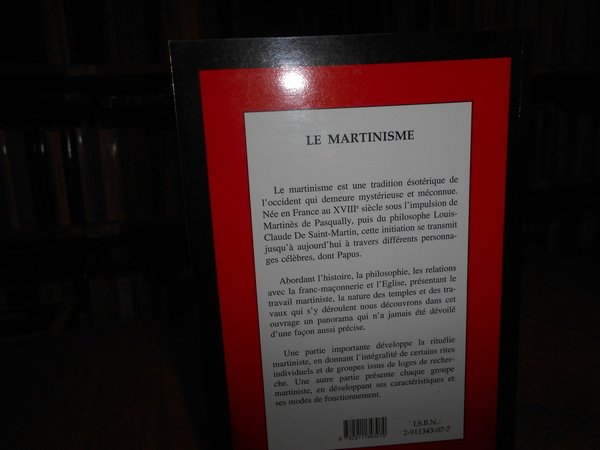 LE MARTINISME
Le martinisme est une tradition ésotérique de
l'occident qui demeure mystérieuse et méconnue.
Née en France au XVIIIe siècle sous l'impulsion de
Martinès de Pasqually, puis du philosophe Louis-
Claude De Saint-Martin, cette initiation se transmit
jusqu'à aujourd'hui à travers différents personna-
ges célèbres, dont Papus.
Abordant l'histoire, la philosophie, les relations
avec la franc-maçonnerie et l'Eglise, présentant le
travail martiniste, la nature des temples et des tra-
vaux qui s'y déroulent nous découvrons dans cet
ouvrage un panorama qui n'a jamais été dévoilé
d'une façon aussi précise.
Une partie importante développe la rituélie
martiniste, en donnant l'intégralité de certains rites
individuels et de groupes issus de loges de recher-
che. Une autre partie présente chaque groupe
martiniste, en développant ses caractéristiques et
ses modes de fonctionnement.
I.S.B.N.:
2-911343-07-7